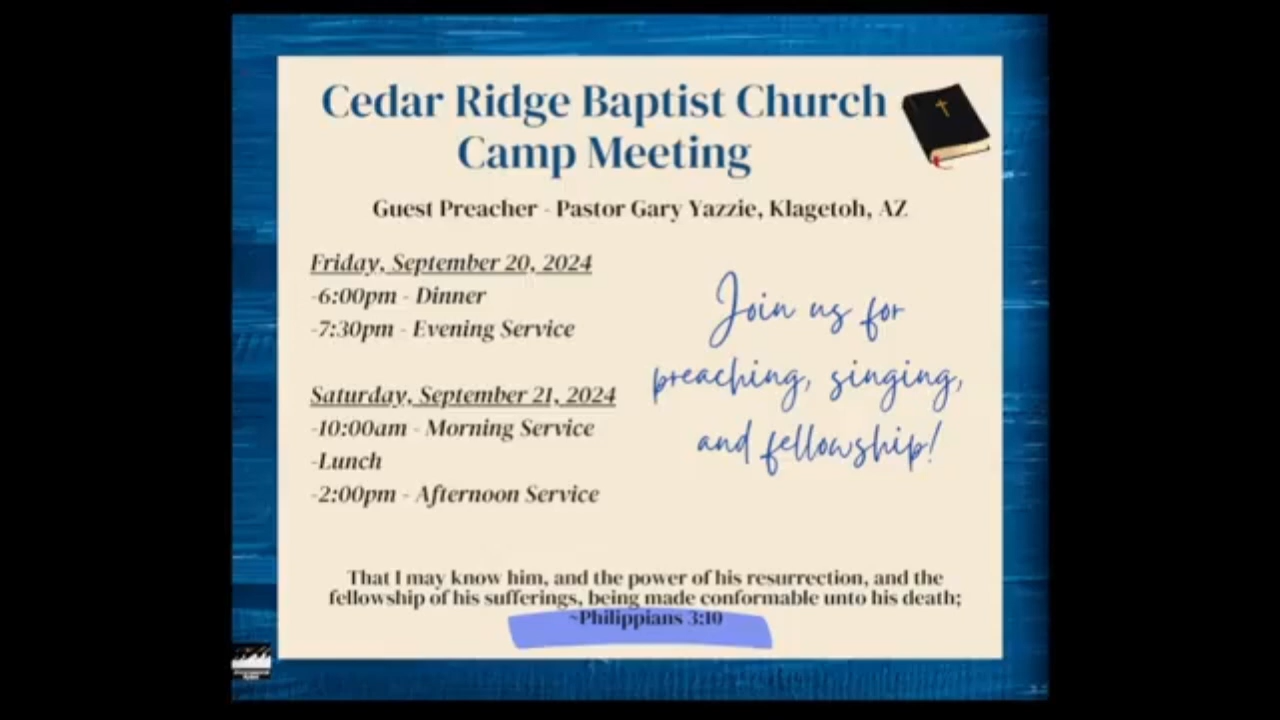 Cedar Ridge Baptist Church
Camp Meeting
Guest Preacher - Pastor Gary Yazzie, Klagetoh, AZ
Friday, September 20, 2024
-6:00pm - Dinner
-7:30pm - Evening Service
Join us for
preaching, singing,
and fellowship!
Saturday, September 21, 2024
-10:00am - Morning Service
-Lunch
-2:00pm - Afternoon Service
That I may know him, and the power of his resurrection, and the
fellowship of his sufferings, being made conformable unto his death;
~Philippians 3:10